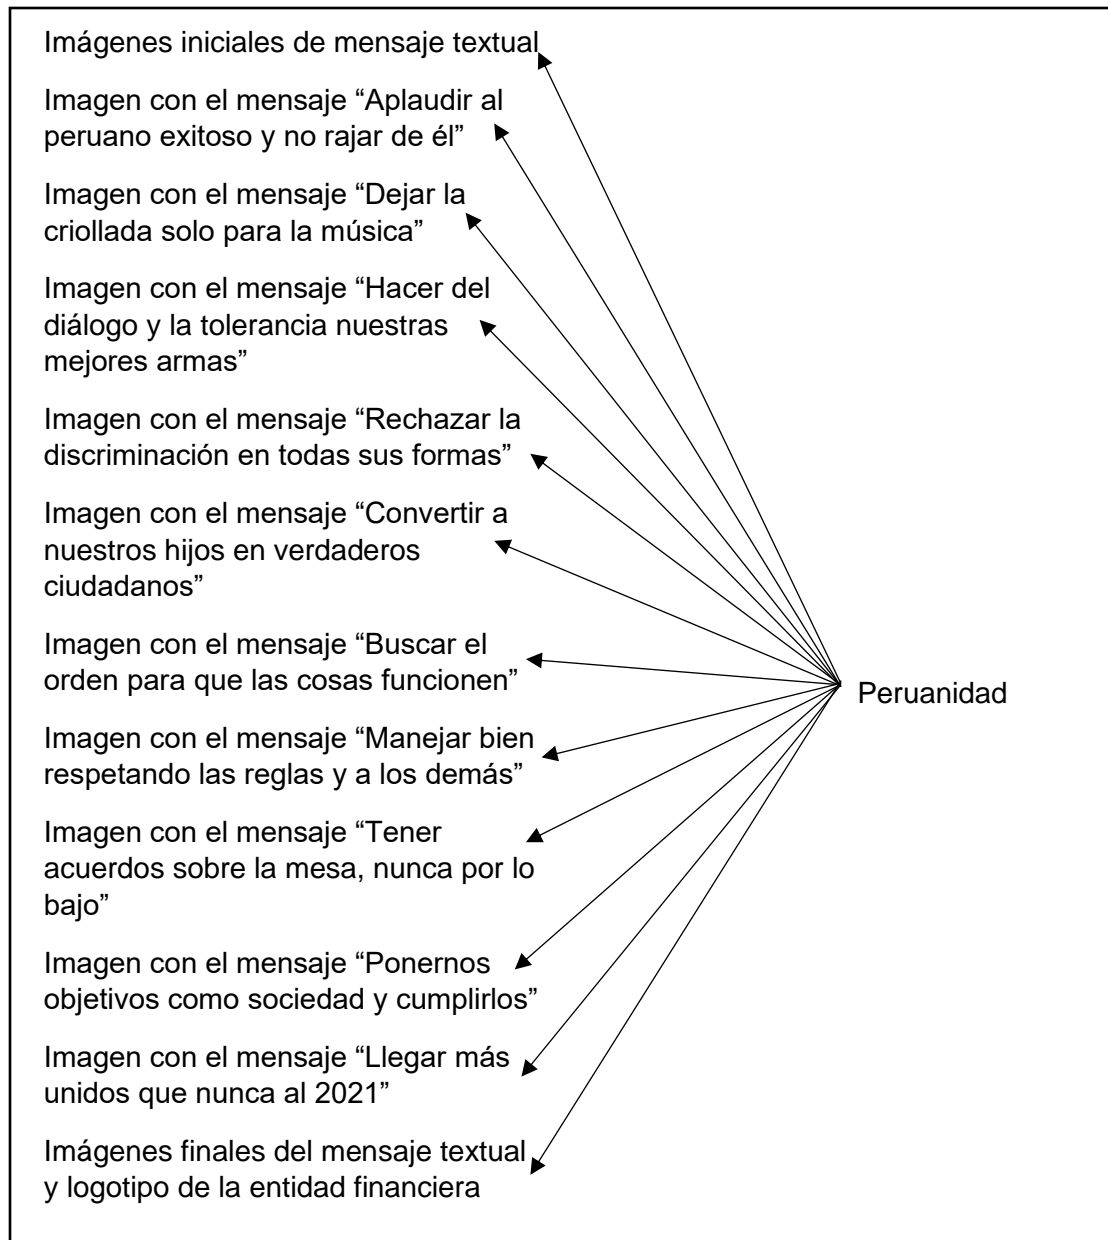 Imágenes iniciales de mensaje textual
Imagen con el mensaje “Aplaudir al
peruano exitoso y no rajar de él”
Imagen con el mensaje “Dejar la
criollada solo para la música”
Imagen con el mensaje “Hacer del
diálogo y la tolerancia nuestras
mejores armas”
Imagen con el mensaje “Rechazar la
discriminación en todas sus formas”
Imagen con el mensaje “Convertir a
nuestros hijos en verdaderos
ciudadanos”
Imagen con el mensaje “Buscar el
orden para que las cosas funcionen”
Peruanidad
Imagen con el mensaje “Manejar bien
respetando las reglas y a los demás”
Imagen con el mensaje “Tener
acuerdos sobre la mesa, nunca por lo
bajo”
Imagen con el mensaje “Ponernos
objetivos como sociedad y cumplirlos”
Imagen con el mensaje “Llegar más
unidos que nunca al 2021”
Imágenes finales del mensaje textual
y logotipo de la entidad financiera